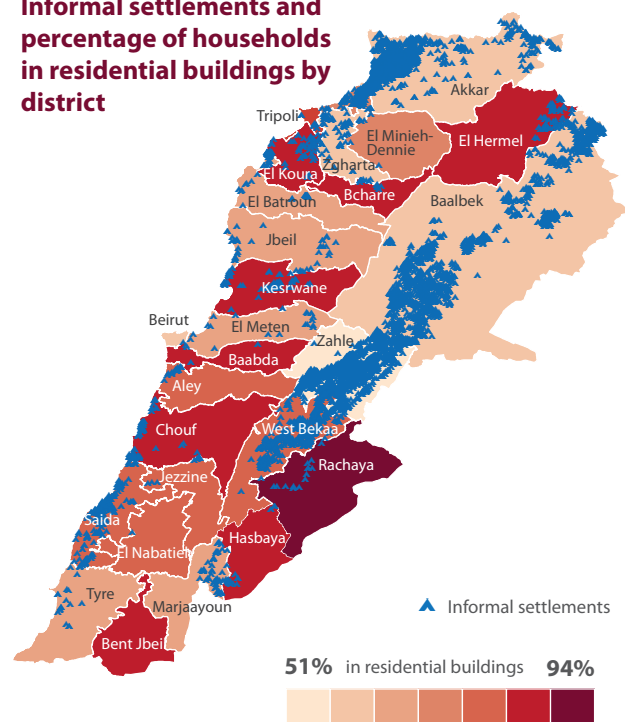 Informal settlements and
percentage of households
in residential buildings by
district
Akkar
Tripoli
El Minieh-
Dennie
El Hermel
Zgharta
El Koura
Bcharre
El Batroun
Baalbek
Jbeil
Kesrwane
Beirut
El Meten
Zahle
Baabda
Aley
Chouf
West Bekaa
Rachaya
Jezzine
Saida
Hasbaya
El Nabatieh
Tyre
Marjaayoun
Bent Jbeil
Informal settlements
51% in residential buildings 94%